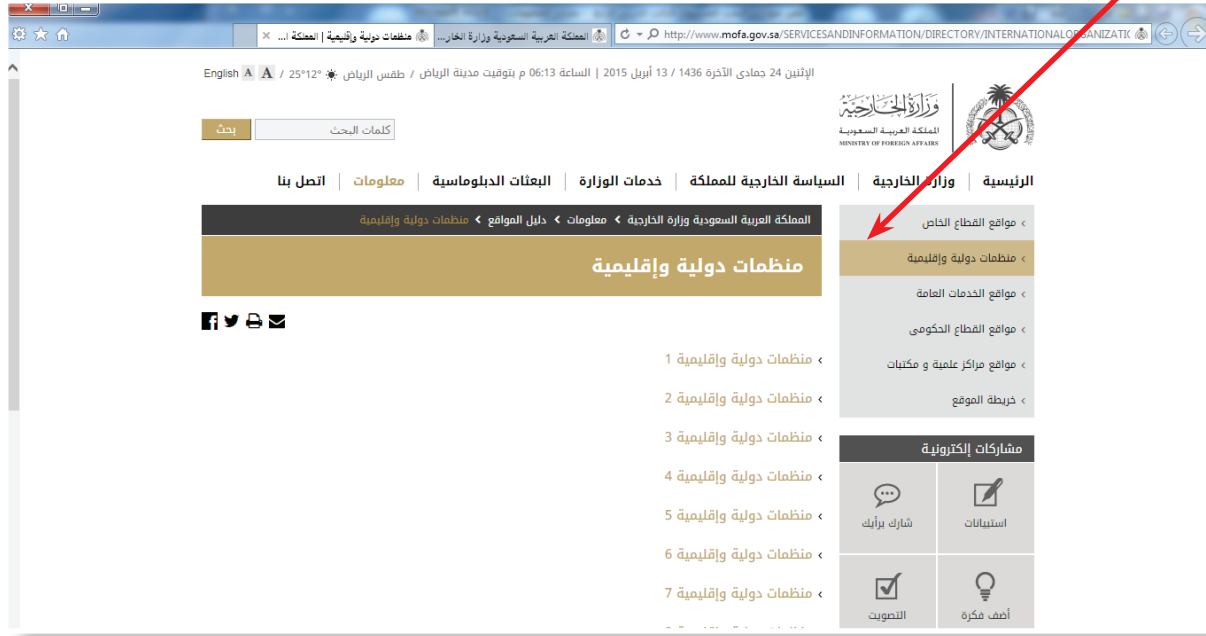 http://www.mofa.gov.sa/SERVICESANDINFORMATION/DIRECTORY/INTERNATIONALORGANIZATIC
المملكة العربية السعودية وزارة الخار...
منظمات دولية وإقليمية | المملكة ا...
الإثنين 24 جمادى الآخرة 1436 / 13 أبريل 2015 | الساعة 06:13 م بتوقيت مدينة الرياض / طقس الرياض 25°12° / A A English
وزارة الخارجية
المملكة العربية السعودية
MINISTRY OF FOREIGN AFFAIRS
كلمات البحث
بحث
الرئيسية | وزارة الخارجية | السياسة الخارجية للمملكة | خدمات الوزارة | البعثات الدبلوماسية | معلومات | اتصل بنا
المملكة العربية السعودية وزارة الخارجية › معلومات › دليل المواقع › منظمات دولية وإقليمية
منظمات دولية وإقليمية
› مواقع القطاع الخاص
› منظمات دولية وإقليمية
› مواقع الخدمات العامة
› مواقع القطاع الحكومى
› مواقع مراكز علمية و مكتبات
› خريطة الموقع
› منظمات دولية وإقليمية 1
› منظمات دولية وإقليمية 2
› منظمات دولية وإقليمية 3
› منظمات دولية وإقليمية 4
› منظمات دولية وإقليمية 5
› منظمات دولية وإقليمية 6
› منظمات دولية وإقليمية 7
مشاركات إلكترونية
استبيانات
شارك برأيك
أضف فكرة
التصويت